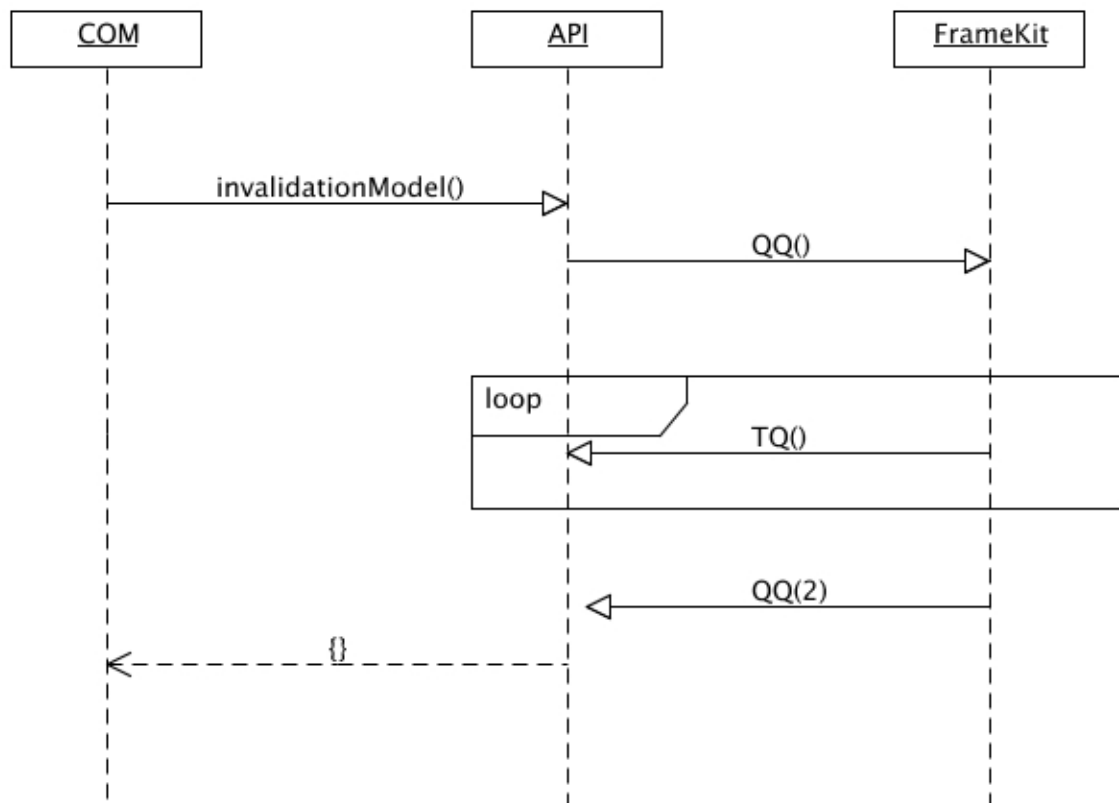 COM
API
FrameKit
invalidationModel()
QQ()
loop
TQ()
QQ(2)
{}